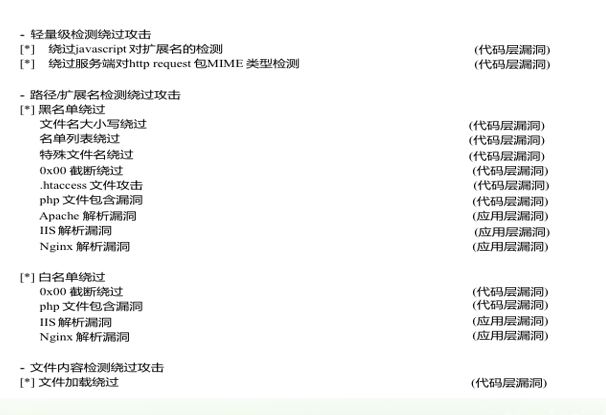 - 轻量级检测绕过攻击
[*] 绕过javascript 对扩展名的检测 (代码层漏洞)
[*] 绕过服务端对http request 包MIME 类型检测 (代码层漏洞)
- 路径/扩展名检测绕过攻击
[*] 黑名单绕过
文件名大小写绕过 (代码层漏洞)
名单列表绕过 (代码层漏洞)
特殊文件名绕过 (代码层漏洞)
0x00 截断绕过 (代码层漏洞)
.htaccess 文件攻击 (代码层漏洞)
php 文件包含漏洞 (代码层漏洞)
Apache 解析漏洞 (应用层漏洞)
IIS 解析漏洞 (应用层漏洞)
Nginx 解析漏洞 (应用层漏洞)
[*] 白名单绕过
0x00 截断绕过 (代码层漏洞)
php 文件包含漏洞 (代码层漏洞)
IIS 解析漏洞 (应用层漏洞)
Nginx 解析漏洞 (应用层漏洞)
- 文件内容检测绕过攻击
[*] 文件加载绕过 (代码层漏洞)